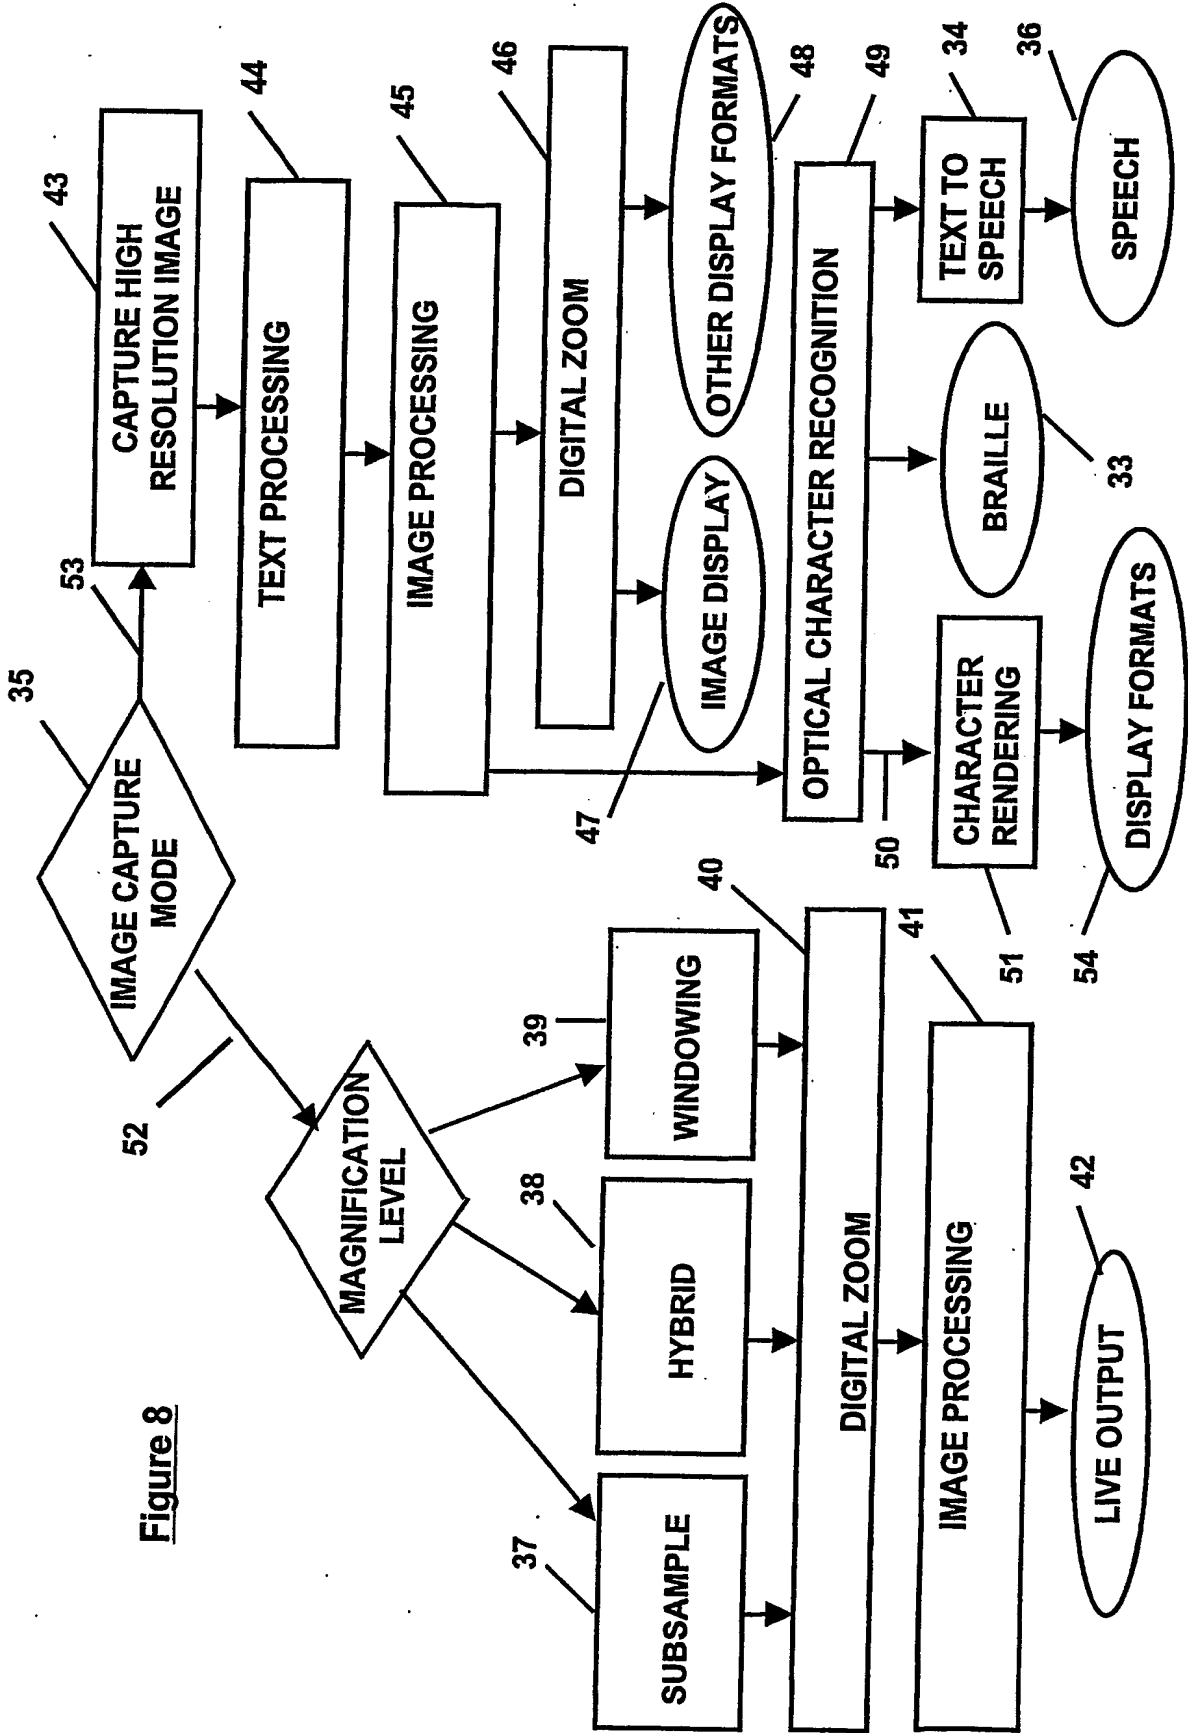 Figure 8
IMAGE CAPTURE
MODE
35
52
53
MAGNIFICATION
LEVEL
SUBSAMPLE
37
HYBRID
38
WINDOWING
39
DIGITAL ZOOM
40
IMAGE PROCESSING
41
LIVE OUTPUT
42
CAPTURE HIGH
RESOLUTION IMAGE
43
TEXT PROCESSING
44
IMAGE PROCESSING
45
DIGITAL ZOOM
46
IMAGE DISPLAY
47
OTHER DISPLAY FORMATS
48
OPTICAL CHARACTER RECOGNITION
49
50
CHARACTER
RENDERING
51
DISPLAY FORMATS
54
BRAILLE
33
TEXT TO
SPEECH
34
SPEECH
36